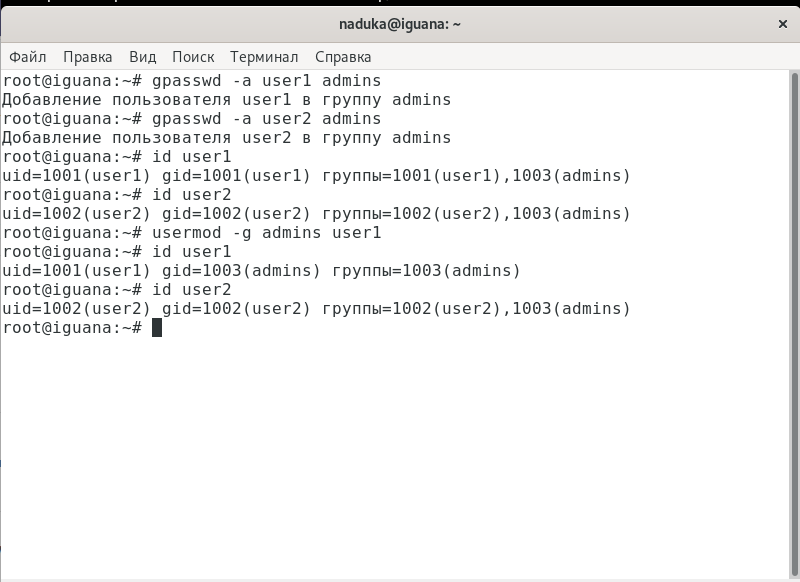 naduka@iguana: ~
Файл Правка Вид Поиск Терминал Справка
root@iguana:~# gpasswd -a user1 admins
Добавление пользователя user1 в группу admins
root@iguana:~# gpasswd -a user2 admins
Добавление пользователя user2 в группу admins
root@iguana:~# id user1
uid=1001(user1) gid=1001(user1) группы=1001(user1),1003(admins)
root@iguana:~# id user2
uid=1002(user2) gid=1002(user2) группы=1002(user2),1003(admins)
root@iguana:~# usermod -g admins user1
root@iguana:~# id user1
uid=1001(user1) gid=1003(admins) группы=1003(admins)
root@iguana:~# id user2
uid=1002(user2) gid=1002(user2) группы=1002(user2),1003(admins)
root@iguana:~#